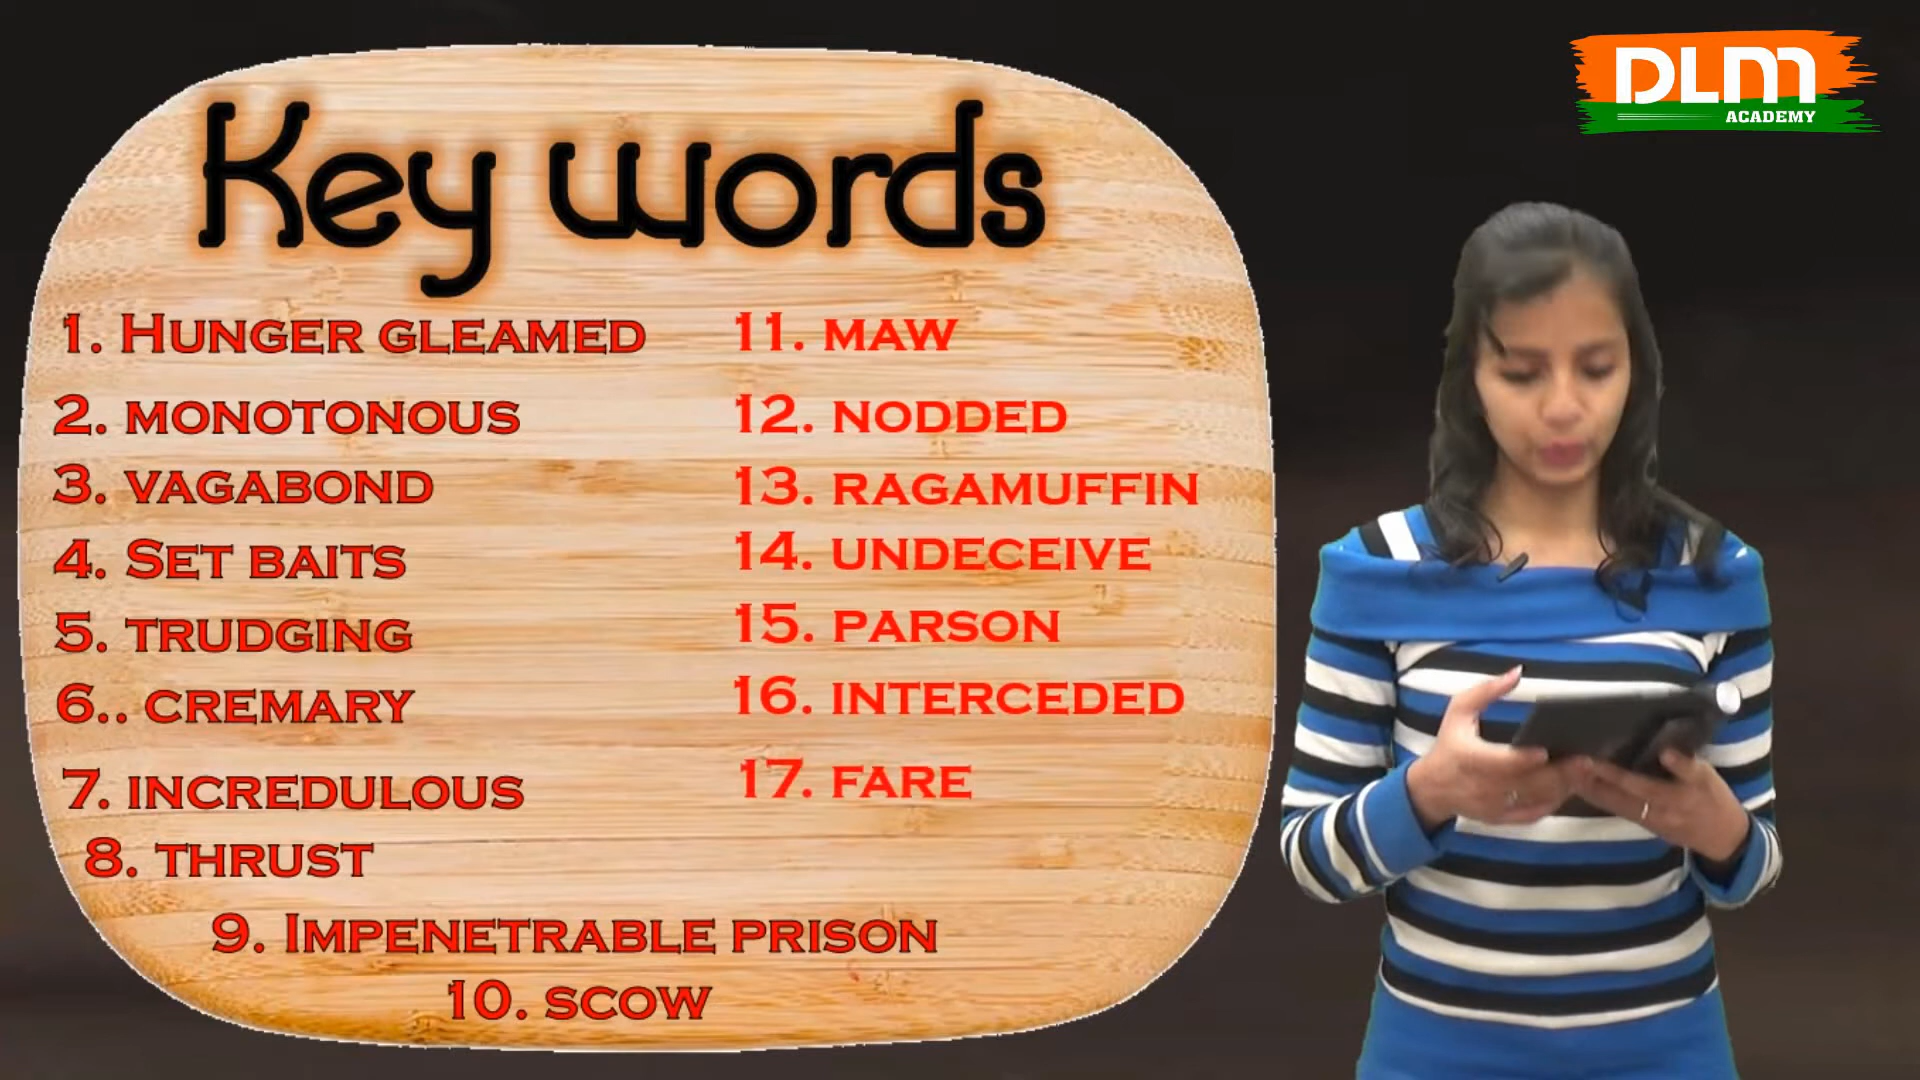 DLM
ACADEMY
Key words
1. HUNGER GLEAMED
2. MONOTONOUS
3. VAGABOND
4. SET BAITS
5. TRUDGING
6.. CREMARY
7. INCREDULOUS
8. THRUST
9. IMPENETRABLE PRISON
10. SCOW
11. MAW
12. NODDED
13. RAGAMUFFIN
14. UNDECEIVE
15. PARSON
16. INTERCEDED
17. FARE